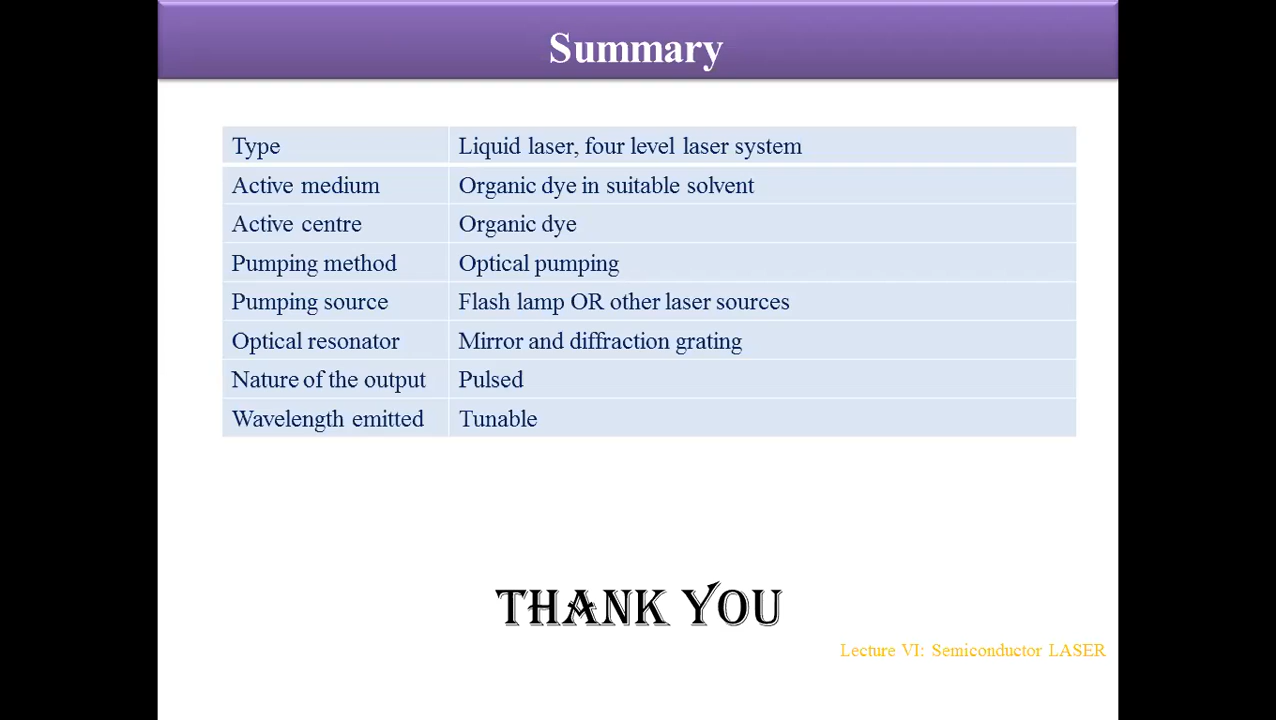 Summary
Type Liquid laser, four level laser system
Active medium Organic dye in suitable solvent
Active centre Organic dye
Pumping method Optical pumping
Pumping source Flash lamp OR other laser sources
Optical resonator Mirror and diffraction grating
Nature of the output Pulsed
Wavelength emitted Tunable
THANK YOU
Lecture VI: Semiconductor LASER